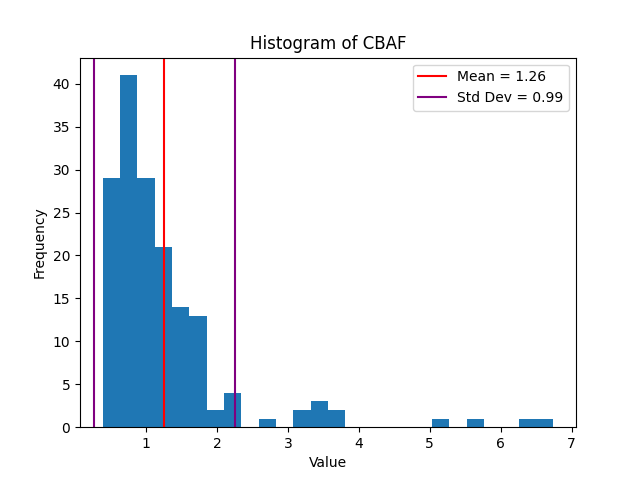 Histogram of CBAF
Mean = 1.26
Std Dev = 0.99
Frequency
40
35
30
25
20
15
10
5
0
1 2 3 4 5 6 7
Value